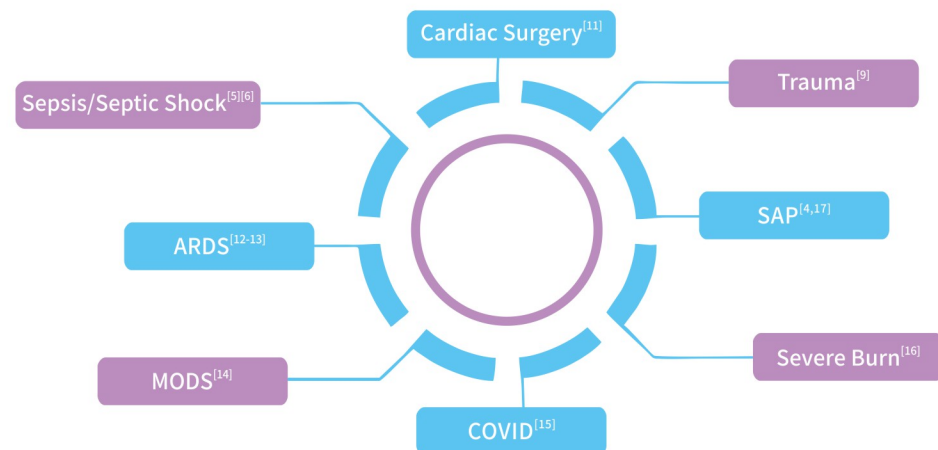 Cardiac Surgery[11]
Sepsis/Septic Shock[5][6]
Trauma[9]
SAP[4,17]
ARDS[12-13]
Severe Burn[16]
MODS[14]
COVID[15]